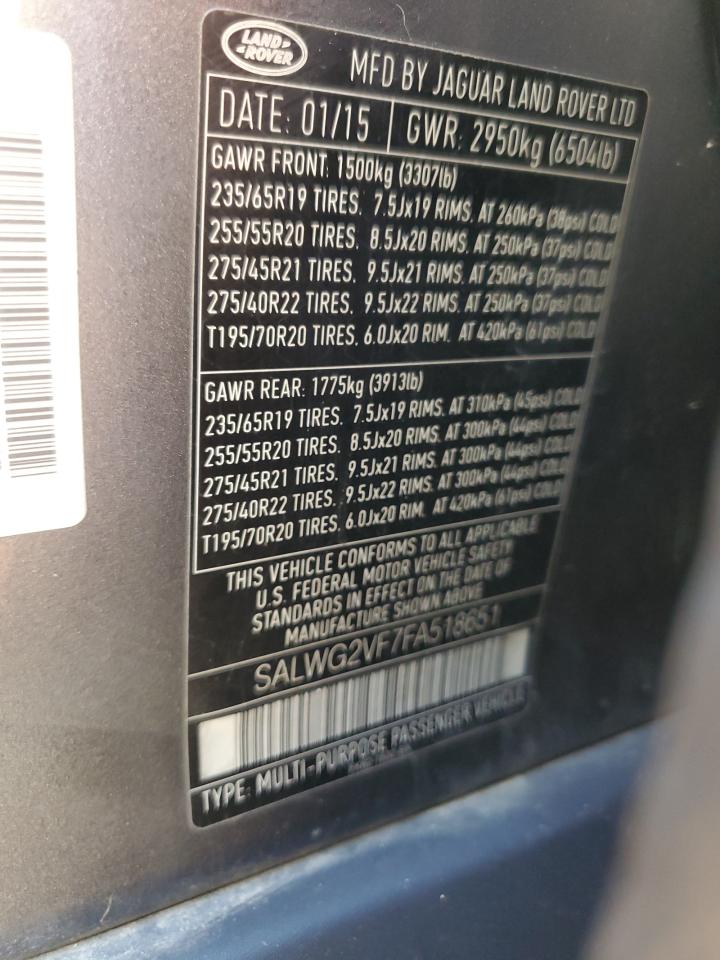 LAND ROVER
MFD BY JAGUAR LAND ROVER LTD
DATE: 01/15 GWR: 2950kg (6504lb)
GAWR FRONT: 1500kg (3307lb)
235/65R19 TIRES, 7.5Jx19 RIMS, AT 260kPa (38psi) COLD
255/55R20 TIRES, 8.5Jx20 RIMS, AT 250kPa (37psi) COLD
275/45R21 TIRES, 9.5Jx21 RIMS, AT 250kPa (37psi) COLD
275/40R22 TIRES, 9.5Jx22 RIMS, AT 250kPa (37psi) COLD
T195/70R20 TIRES, 6.0Jx20 RIM, AT 420kPa (61psi) COLD
GAWR REAR: 1775kg (3913lb)
235/65R19 TIRES, 7.5Jx19 RIMS, AT 310kPa (45psi) COLD
255/55R20 TIRES, 8.5Jx20 RIMS, AT 300kPa (44psi) COLD
275/45R21 TIRES, 9.5Jx21 RIMS, AT 300kPa (44psi) COLD
275/40R22 TIRES, 9.5Jx22 RIMS, AT 300kPa (44psi) COLD
T195/70R20 TIRES, 6.0Jx20 RIM, AT 420kPa (61psi) COLD
THIS VEHICLE CONFORMS TO ALL APPLICABLE
U.S. FEDERAL MOTOR VEHICLE SAFETY
STANDARDS IN EFFECT ON THE DATE OF
MANUFACTURE SHOWN ABOVE
SALWG2VF7FA518651
TYPE: MULTI-PURPOSE PASSENGER VEHICLE